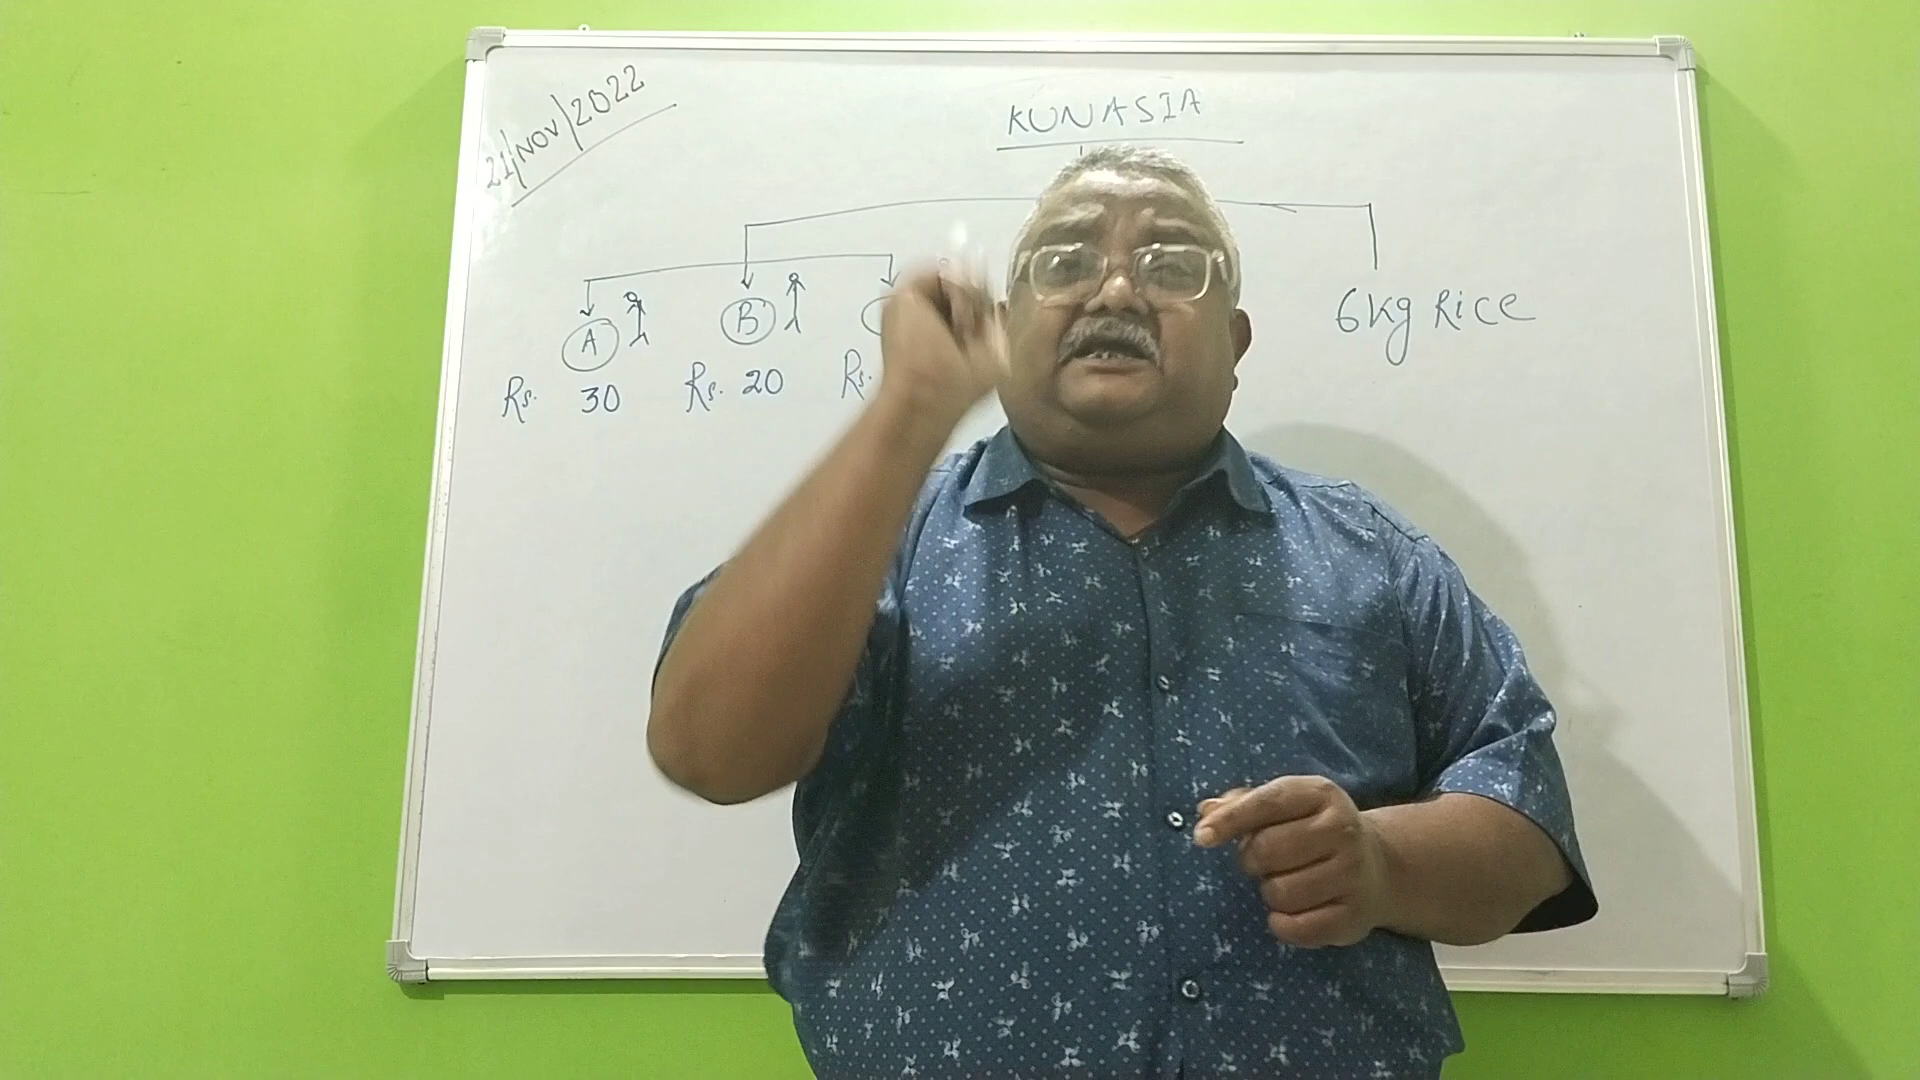 21/NOV/2022
KUNASIA
A B
Rs. 30 Rs. 20 Rs.
6kg Rice